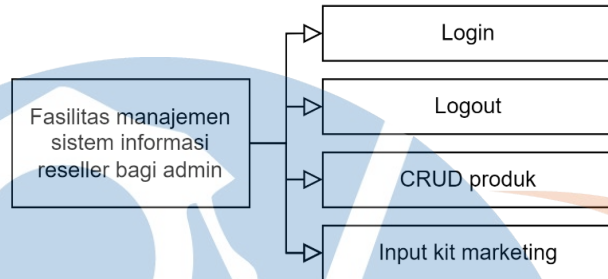 Login
Logout
Fasilitas manajemen
sistem informasi
reseller bagi admin
CRUD produk
Input kit marketing